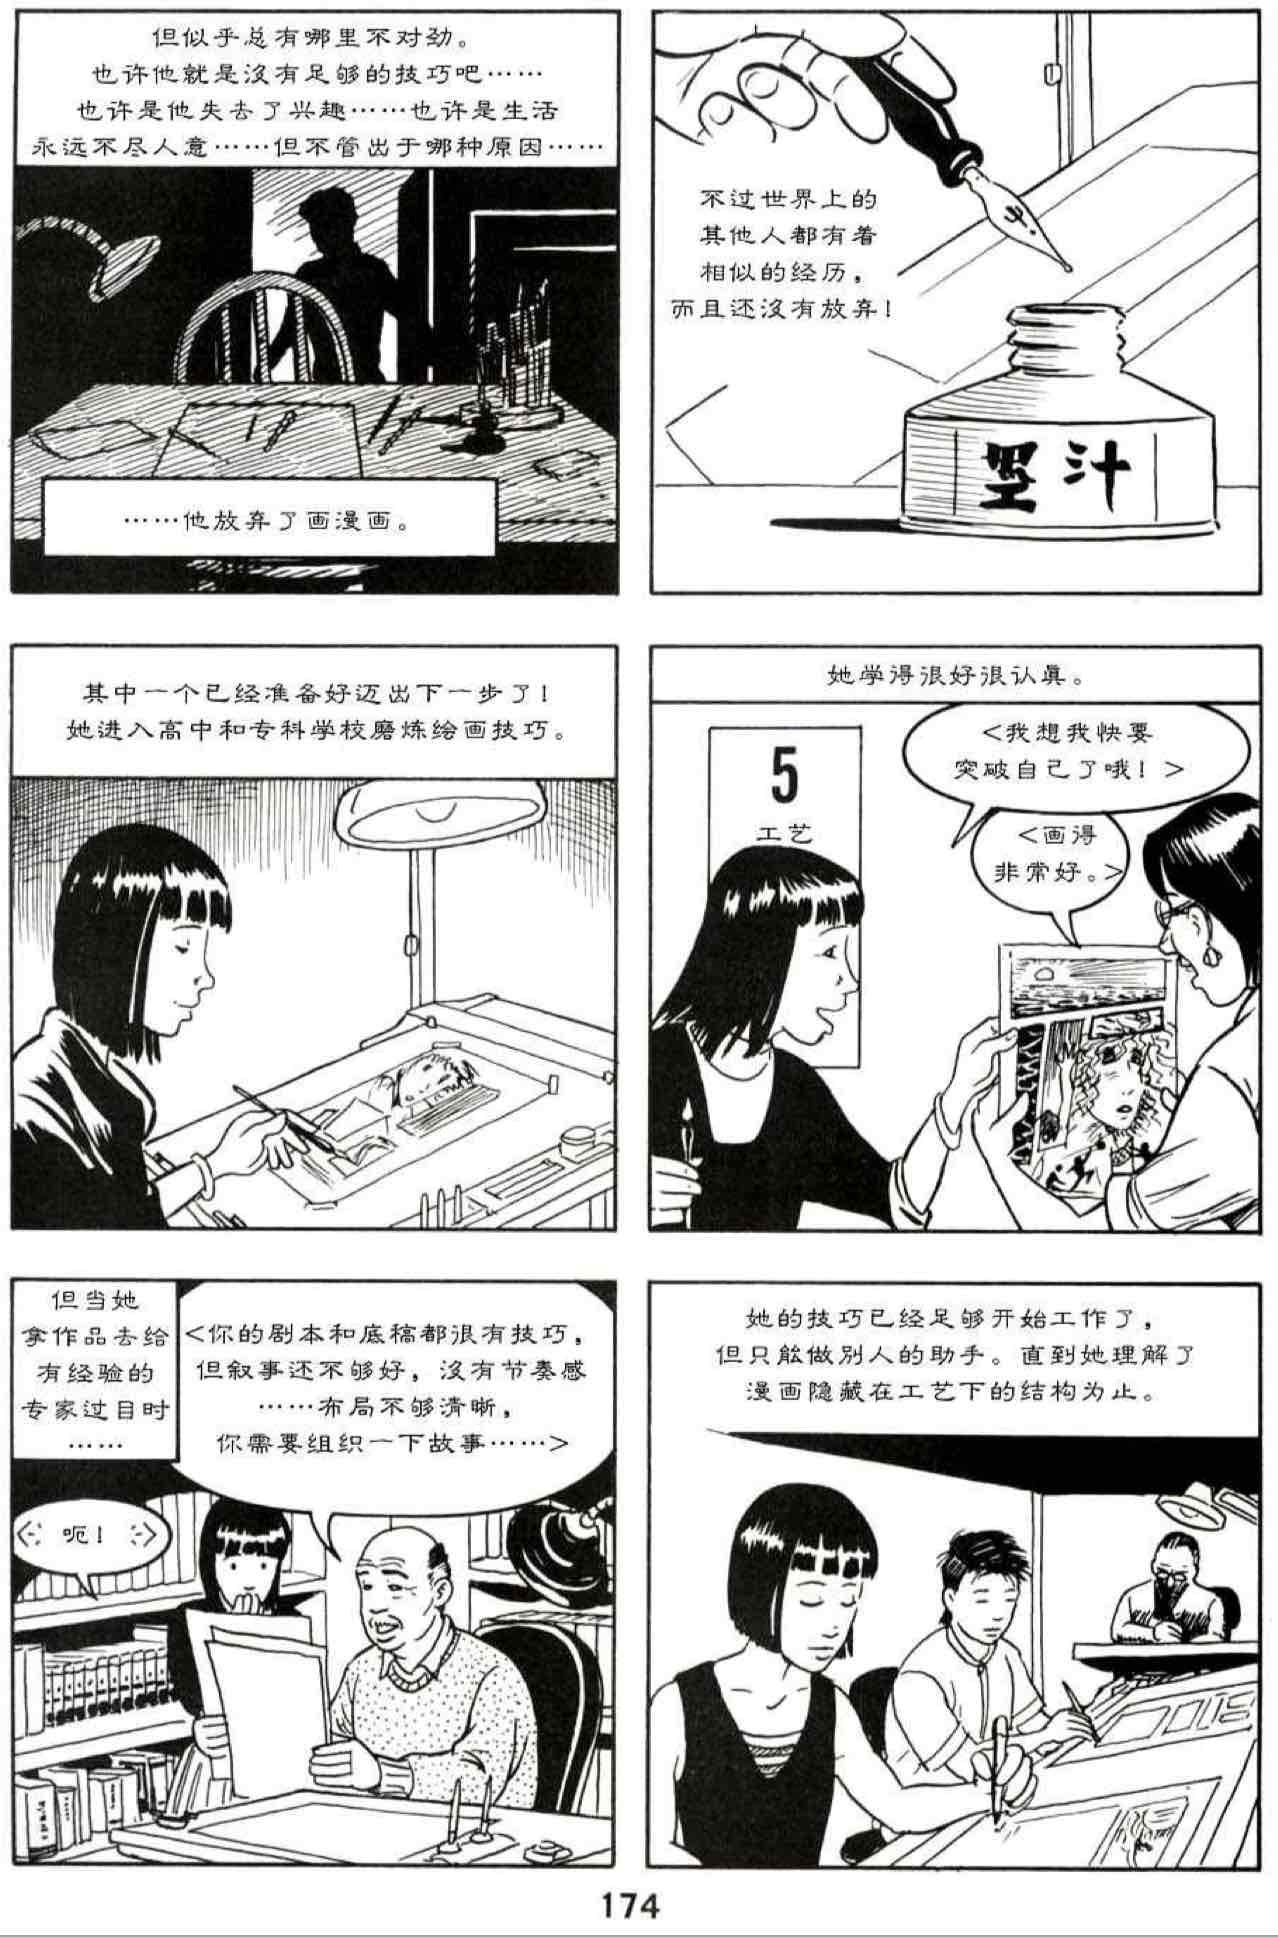 但似乎总有哪里不对劲。
也许他就是没有足够的技巧吧……
也许是他失去了兴趣……也许是生活
永远不尽人意……但不管出于哪种原因……
……他放弃了画漫画。
不过世界上的
其他人都有着
相似的经历，
而且还没有放弃！
墨汁
其中一个已经准备好迈出下一步了！
她进入高中和专科学校磨炼绘画技巧。
她学得很好很认真。
<我想我快要
突破自己了哦！>
<画得
非常好。>
5
工艺
但当她
拿作品去给
有经验的
专家过目时
……
<你的剧本和底稿都很有技巧，
但叙事还不够好，没有节奏感
……布局不够清晰，
你需要组织一下故事……>
<呃！>
她的技巧已经足够开始工作了，
但只能做别人的助手。直到她理解了
漫画隐藏在工艺下的结构为止。
174